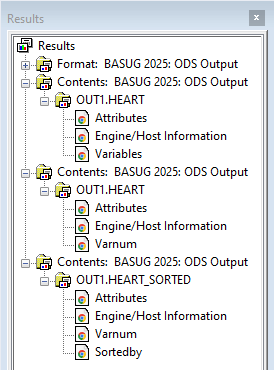 Results
Results
Format: BASUG 2025: ODS Output
Contents: BASUG 2025: ODS Output
OUT1.HEART
Attributes
Engine/Host Information
Variables
Contents: BASUG 2025: ODS Output
OUT1.HEART
Attributes
Engine/Host Information
Varnum
Contents: BASUG 2025: ODS Output
OUT1.HEART_SORTED
Attributes
Engine/Host Information
Varnum
Sortedby